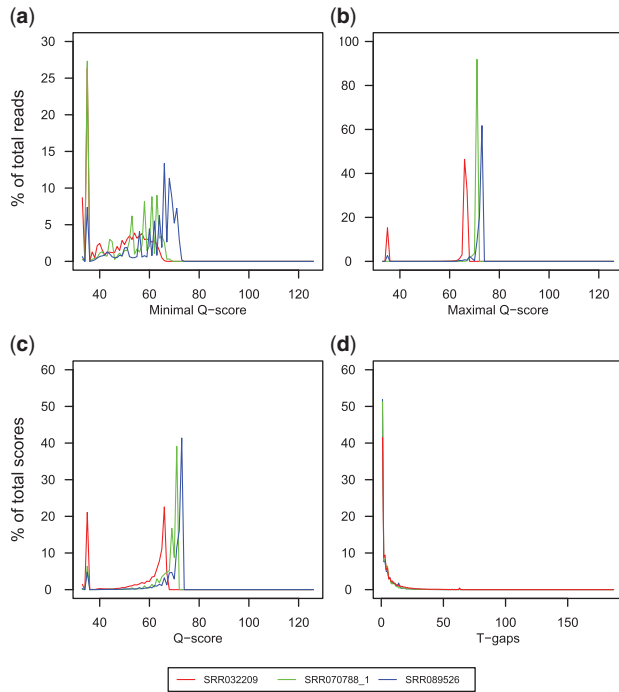 (a) (b)
% of total reads
30
25
20
15
10
5
0
40 60 80 100 120
Minimal Q−score
100
80
60
40
20
0
40 60 80 100 120
Maximal Q−score
(c) (d)
% of total scores
60
50
40
30
20
10
0
40 60 80 100 120
Q−score
60
50
40
30
20
10
0
0 50 100 150
T−gaps
SRR032209 SRR070788_1 SRR089526